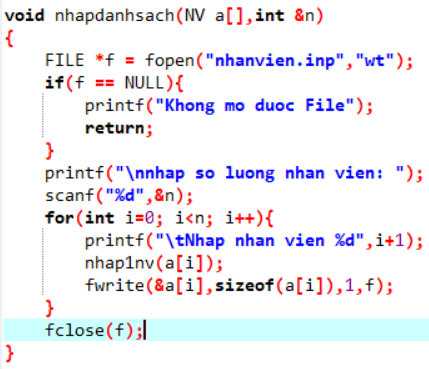 void nhapdanhsach(NV a[],int &n)
{
    FILE *f = fopen("nhanvien.inp","wt");
    if(f == NULL){
        printf("Khong mo duoc File");
        return;
    }
    printf("\nnhap so luong nhan vien: ");
    scanf("%d",&n);
    for(int i=0; i<n; i++){
        printf("\tNhap nhan vien %d",i+1);
        nhap1nv(a[i]);
        fwrite(&a[i],sizeof(a[i]),1,f);
    }
    fclose(f);
}